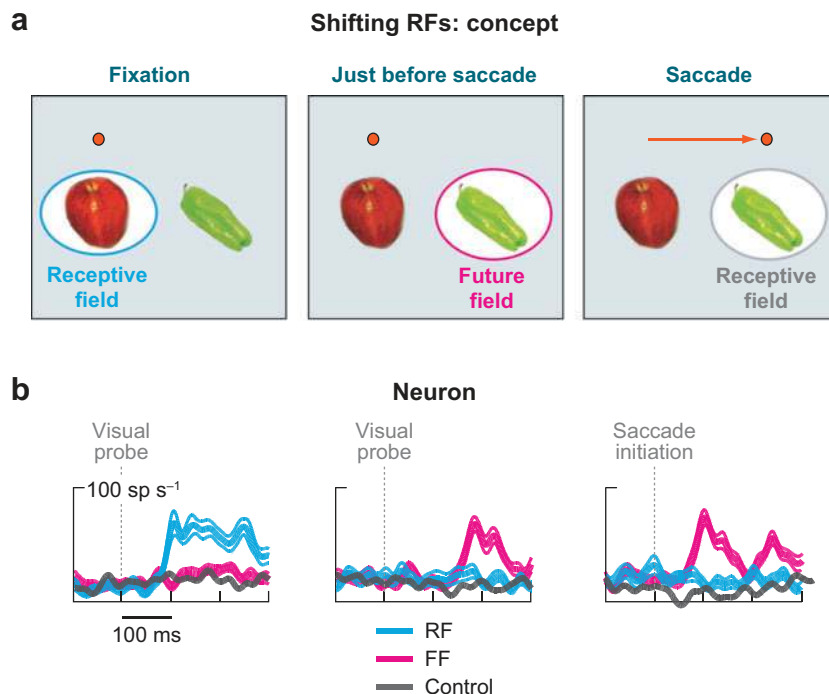 a
Shifting RFs: concept
Fixation
Just before saccade
Saccade
Receptive
field
Future
field
Receptive
field
b
Neuron
Visual
probe
Visual
probe
Saccade
initiation
100 sp s⁻¹
100 ms
RF
FF
Control